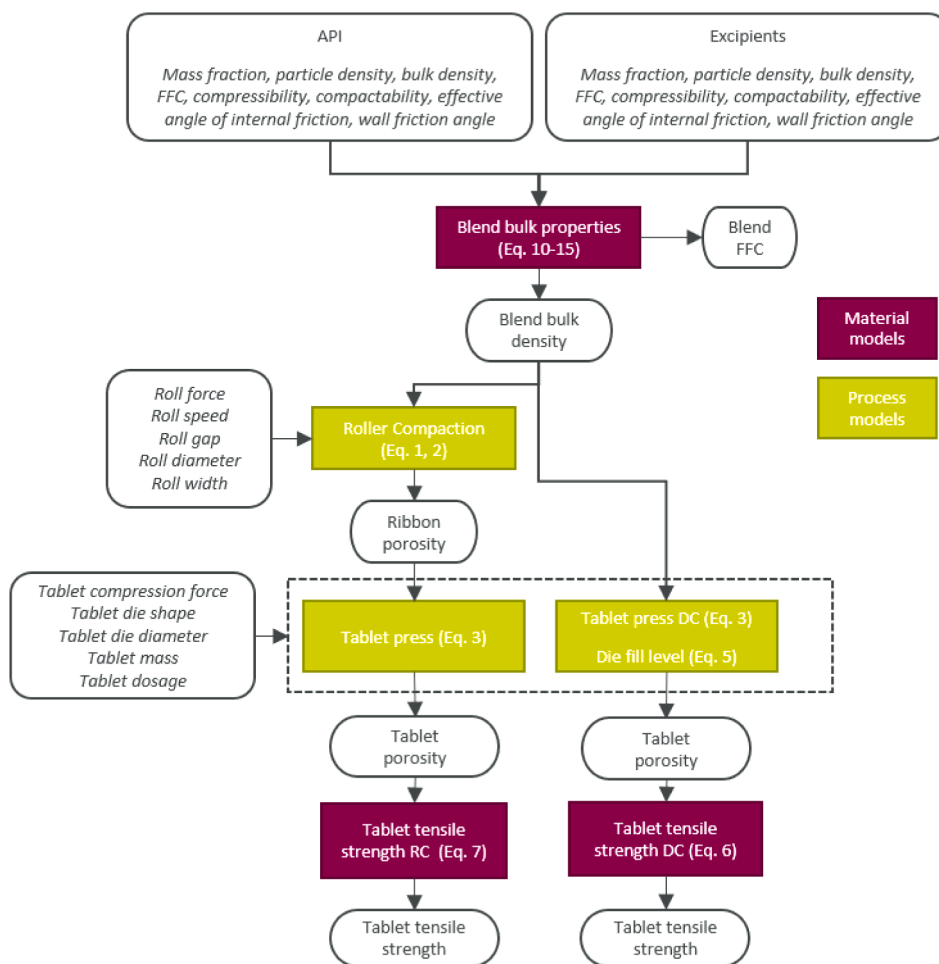 API
Mass fraction, particle density, bulk density,
FFC, compressibility, compactability, effective
angle of internal friction, wall friction angle
Excipients
Mass fraction, particle density, bulk density,
FFC, compressibility, compactability, effective
angle of internal friction, wall friction angle
Blend bulk properties
(Eq. 10-15)
Blend
FFC
Blend bulk
density
Material
models
Process
models
Roll force
Roll speed
Roll gap
Roll diameter
Roll width
Roller Compaction
(Eq. 1, 2)
Ribbon
porosity
Tablet compression force
Tablet die shape
Tablet die diameter
Tablet mass
Tablet dosage
Tablet press (Eq. 3)
Tablet press DC (Eq. 3)
Die fill level (Eq. 5)
Tablet
porosity
Tablet
porosity
Tablet tensile
strength RC (Eq. 7)
Tablet tensile
strength DC (Eq. 6)
Tablet tensile
strength
Tablet tensile
strength